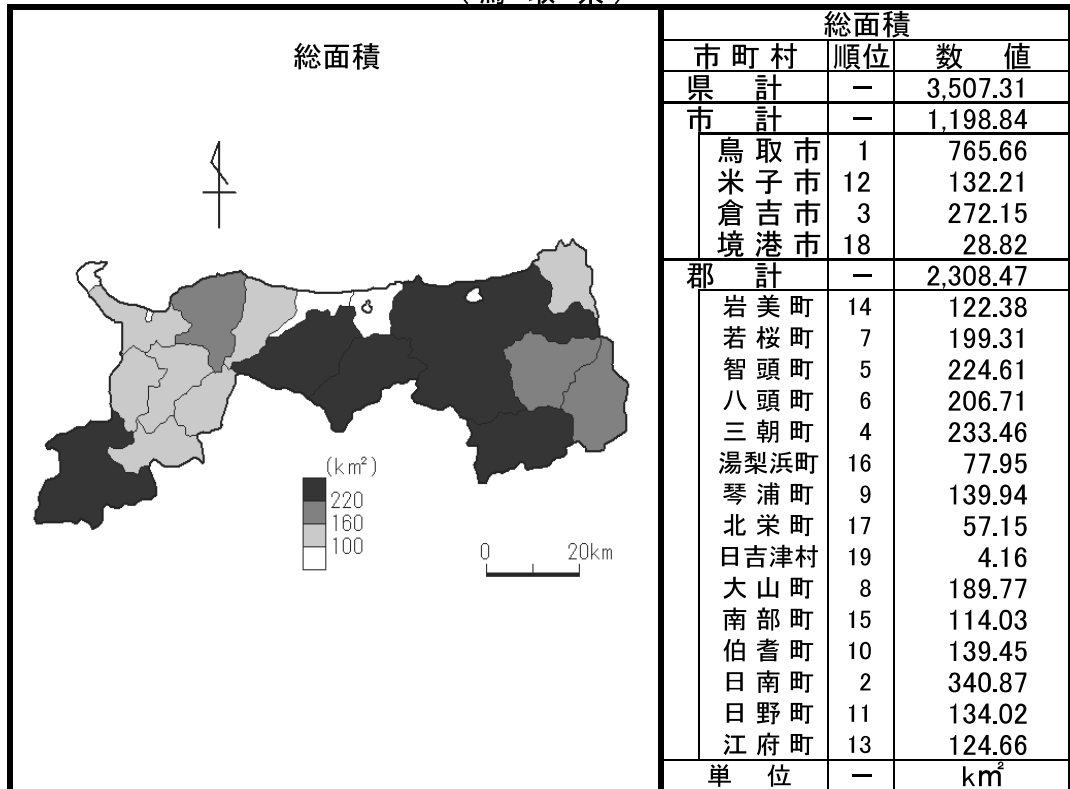 (鳥 取 県)
総面積
(km²)
220
160
100
0 20km
総面積
市町村 順位 数 値
県 計 － 3,507.31
市 計 － 1,198.84
鳥取市 1 765.66
米子市 12 132.21
倉吉市 3 272.15
境港市 18 28.82
郡 計 － 2,308.47
岩美町 14 122.38
若桜町 7 199.31
智頭町 5 224.61
八頭町 6 206.71
三朝町 4 233.46
湯梨浜町 16 77.95
琴浦町 9 139.94
北栄町 17 57.15
日吉津村 19 4.16
大山町 8 189.77
南部町 15 114.03
伯耆町 10 139.45
日南町 2 340.87
日野町 11 134.02
江府町 13 124.66
単 位 － k㎡